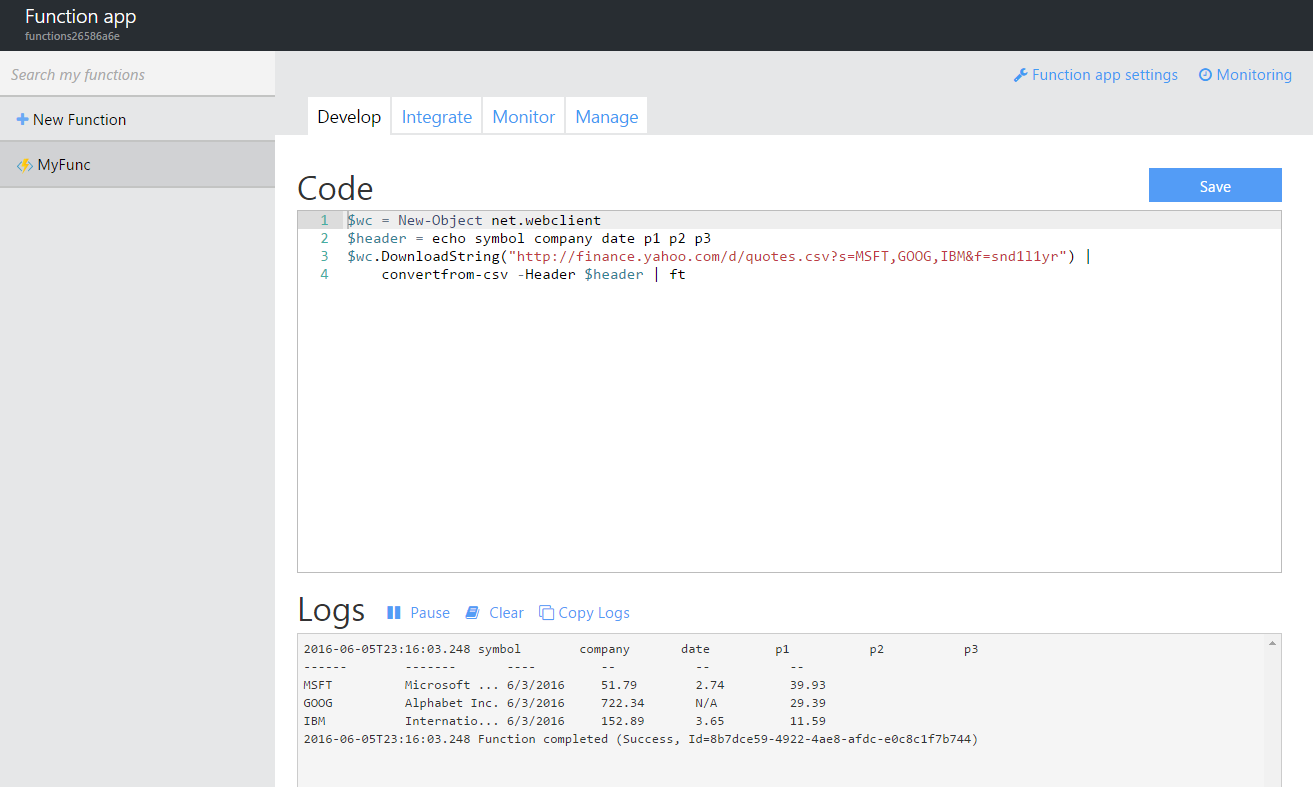 Function app
functions26586a6e
Search my functions
Function app settings
Monitoring
New Function
Develop
Integrate
Monitor
Manage
MyFunc
Code
Save
1 $wc = New-Object net.webclient
2 $header = echo symbol company date p1 p2 p3
3 $wc.DownloadString("http://finance.yahoo.com/d/quotes.csv?s=MSFT,GOOG,IBM&f=snd1l1yr") |
4 convertfrom-csv -Header $header | ft
Logs
Pause
Clear
Copy Logs
2016-06-05T23:16:03.248 symbol company date p1 p2 p3
------ ------- ---- -- -- --
MSFT Microsoft ... 6/3/2016 51.79 2.74 39.93
GOOG Alphabet Inc. 6/3/2016 722.34 N/A 29.39
IBM Internatio... 6/3/2016 152.89 3.65 11.59
2016-06-05T23:16:03.248 Function completed (Success, Id=8b7dce59-4922-4ae8-afdc-e0c8c1f7b744)